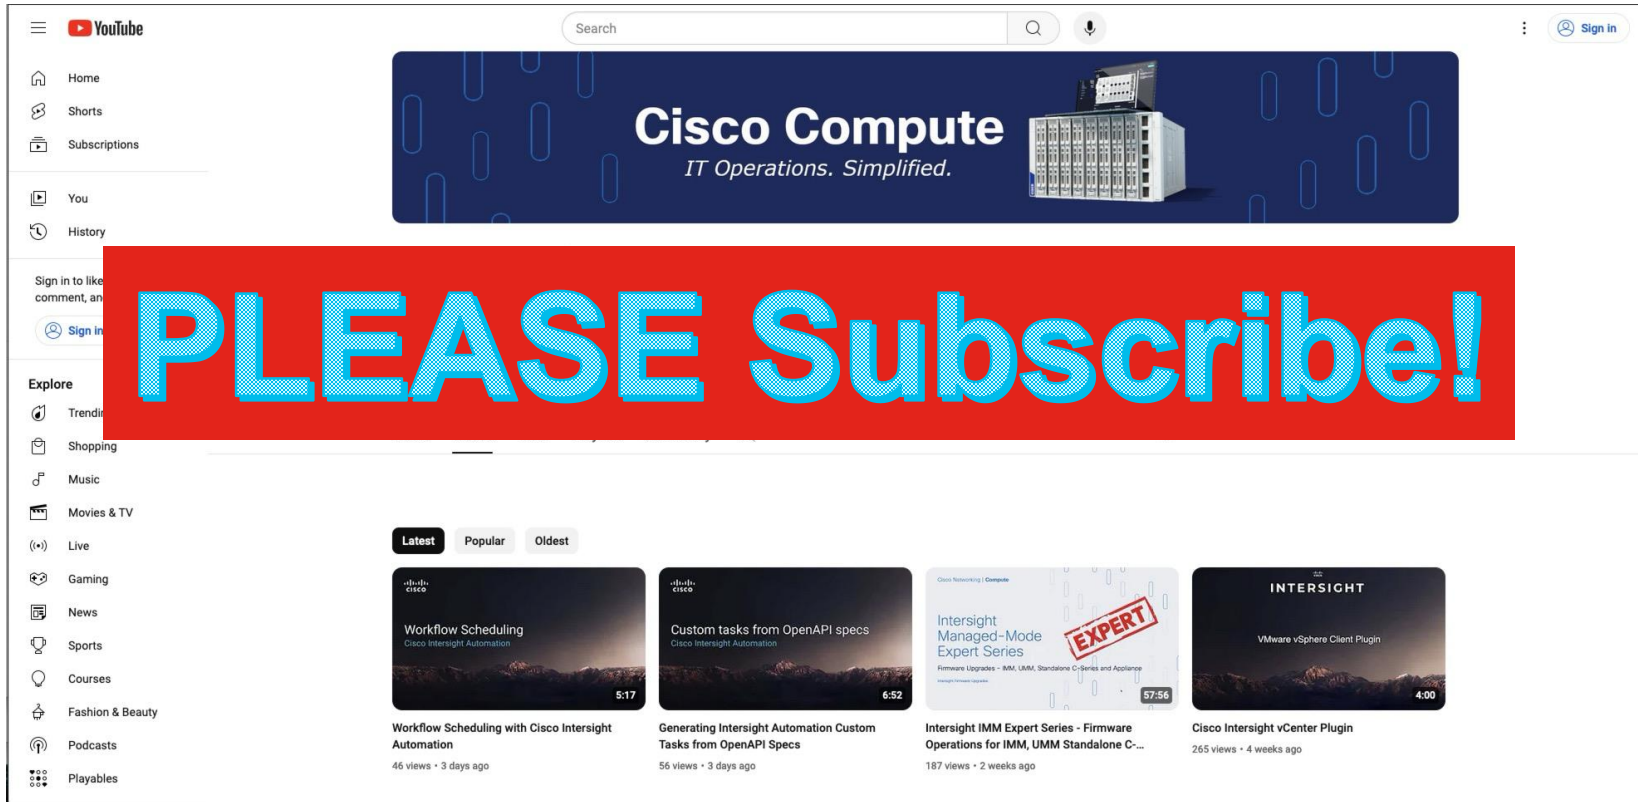 YouTube
Search
Sign in
Home
Shorts
Subscriptions
You
History
Cisco Compute
IT Operations. Simplified.
Sign in to like
comment, an
Sign in
PLEASE Subscribe!
Explore
Trendin
Shopping
Music
Movies & TV
Live
Gaming
News
Sports
Courses
Fashion & Beauty
Podcasts
Playables
Latest
Popular
Oldest
CISCO
Workflow Scheduling
Cisco Intersight Automation
5:17
Workflow Scheduling with Cisco Intersight
Automation
46 views • 3 days ago
CISCO
Custom tasks from OpenAPI specs
Cisco Intersight Automation
6:52
Generating Intersight Automation Custom
Tasks from OpenAPI Specs
56 views • 3 days ago
Cisco Networking | Compute
Intersight
Managed-Mode
Expert Series
EXPERT
Firmware Upgrades – IMM, UMM, Standalone C-Series and Appliance
Intersight Firmware Upgrades
57:56
Intersight IMM Expert Series - Firmware
Operations for IMM, UMM Standalone C-...
187 views • 2 weeks ago
INTERSIGHT
VMware vSphere Client Plugin
4:00
Cisco Intersight vCenter Plugin
265 views • 4 weeks ago